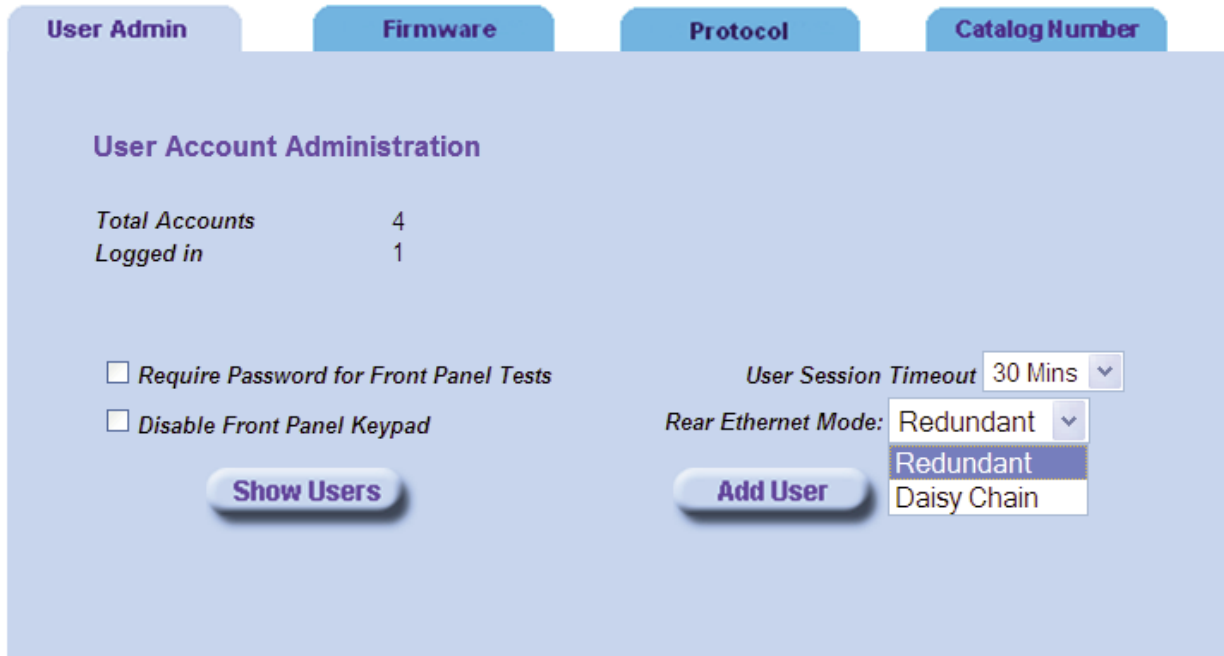 User Admin Firmware Protocol Catalog Number
User Account Administration
Total Accounts 4
Logged in 1
Require Password for Front Panel Tests User Session Timeout 30 Mins
Disable Front Panel Keypad Rear Ethernet Mode: Redundant
Redundant
Show Users Add User Daisy Chain